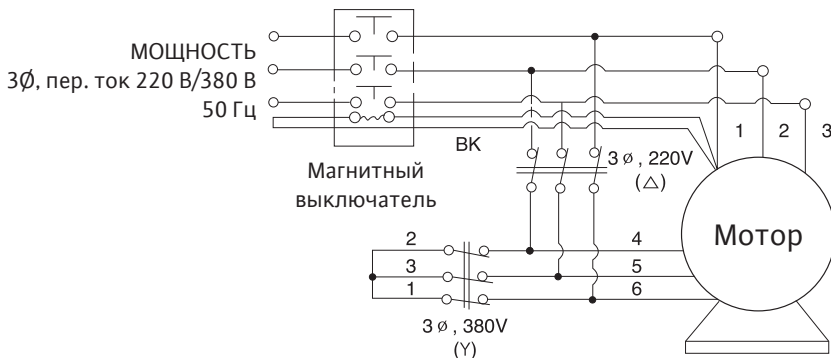 МОЩНОСТЬ
3Ø, пер. ток 220 В/380 В
50 Гц
Магнитный
выключатель
ВК
3 ø , 220V
(△)
1
2
3
Мотор
2
3
1
4
5
6
3 ø , 380V
(Y)